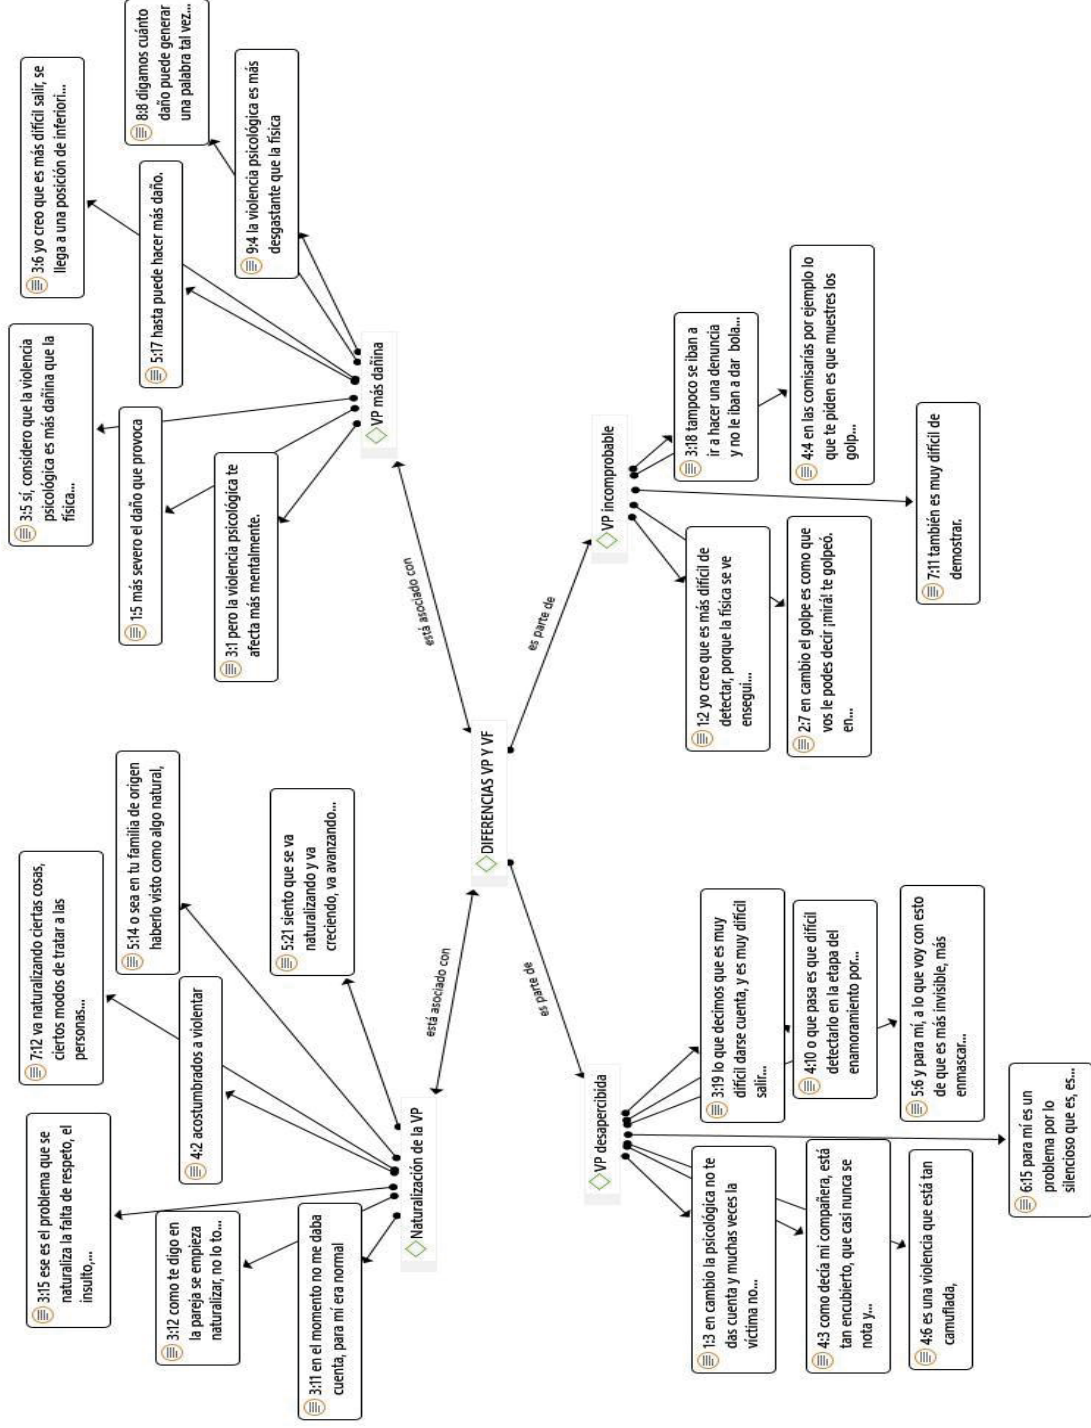 3:15 ese es el problema que se
naturaliza la falta de respeto, el
insulto,...
7:12 va naturalizando ciertas cosas,
ciertos modos de tratar a las
personas...
3:5 sí, considero que la violencia
psicológica es más dañina que la
física...
3:6 yo creo que es más difícil salir, se
llega a una posición de inferiori...
3:12 como te digo en
la pareja se empieza
naturalizar, no lo to...
4:2 acostumbrados a violentar
5:14 o sea en tu familia de origen
haberlo visto como algo natural,
1:5 más severo el daño que provoca
5:17 hasta puede hacer más daño.
8:8 digamos cuánto
daño puede generar
una palabra tal vez...
3:11 en el momento no me daba
cuenta, para mí era normal
5:21 siento que se va
naturalizando y va
creciendo, va avanzando...
3:1 pero la violencia psicológica te
afecta más mentalmente.
9:4 la violencia psicológica es más
desgastante que la física
Naturalización de la VP
VP más dañina
está asociado con
está asociado con
DIFERENCIAS VP Y VF
es parte de
es parte de
VP desapercibida
VP incomprobable
1:3 en cambio la psicológica no te
das cuenta y muchas veces la
víctima no...
3:19 lo que decimos que es muy
difícil darse cuenta, y es muy difícil
salir...
1:2 yo creo que es más difícil de
detectar, porque la física se ve
ensegui...
3:18 tampoco se iban a
ir a hacer una denuncia
y no le iban a dar bola...
4:3 como decía mi compañera, está
tan encubierto, que casi nunca se
nota y...
4:10 o que pasa es que difícil
detectarlo en la etapa del
enamoramiento por...
2:7 en cambio el golpe es como que
vos le podes decir ¡mirá! te golpeó.
en...
4:4 en las comisarías por ejemplo lo
que te piden es que muestres los
golp...
4:6 es una violencia que está tan
camuflada,
5:6 y para mí, a lo que voy con esto
de que es más invisible, más
enmascar...
7:11 también es muy difícil de
demostrar.
6:15 para mí es un
problema por lo
silencioso que es, es...